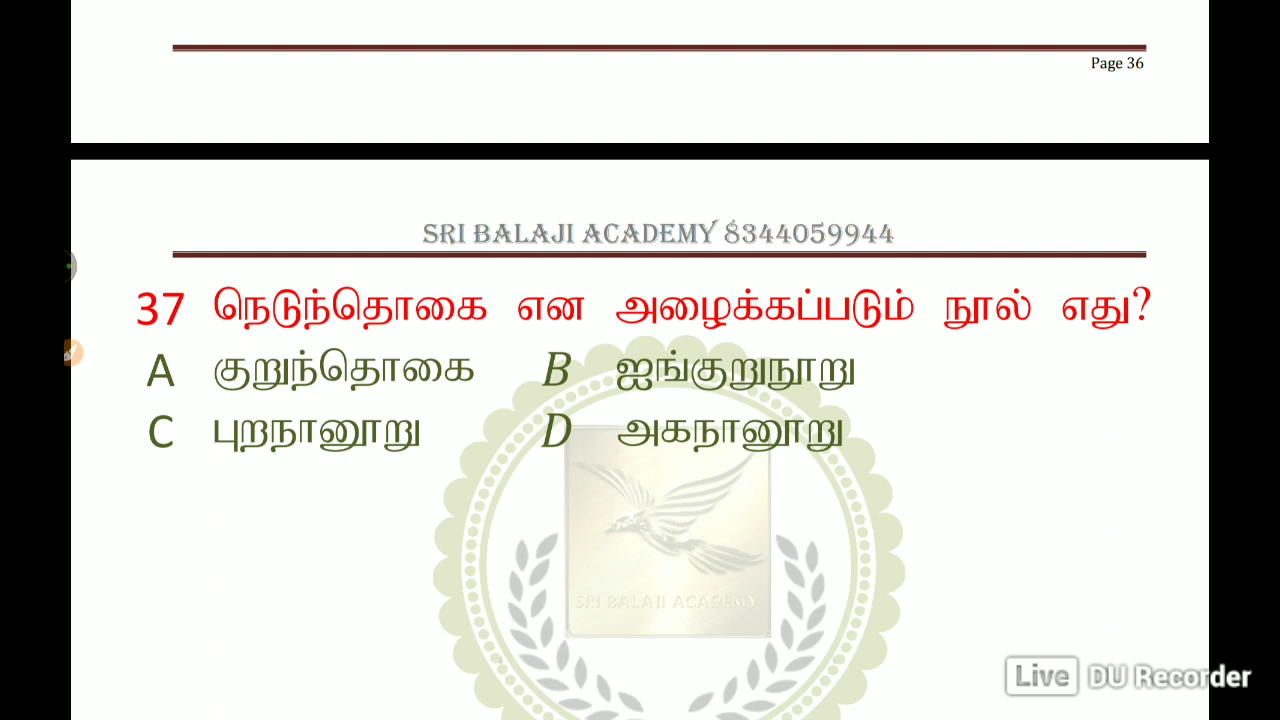 Page 36
SRI BALAJI ACADEMY 8344059944
37 நெடுந்தொகை என அழைக்கப்படும் நூல் எது?
A குறுந்தொகை B ஐங்குறுநூறு
C புறநானூறு D அகநானூறு
SRI BALAJI ACADEMY
Live DU Recorder